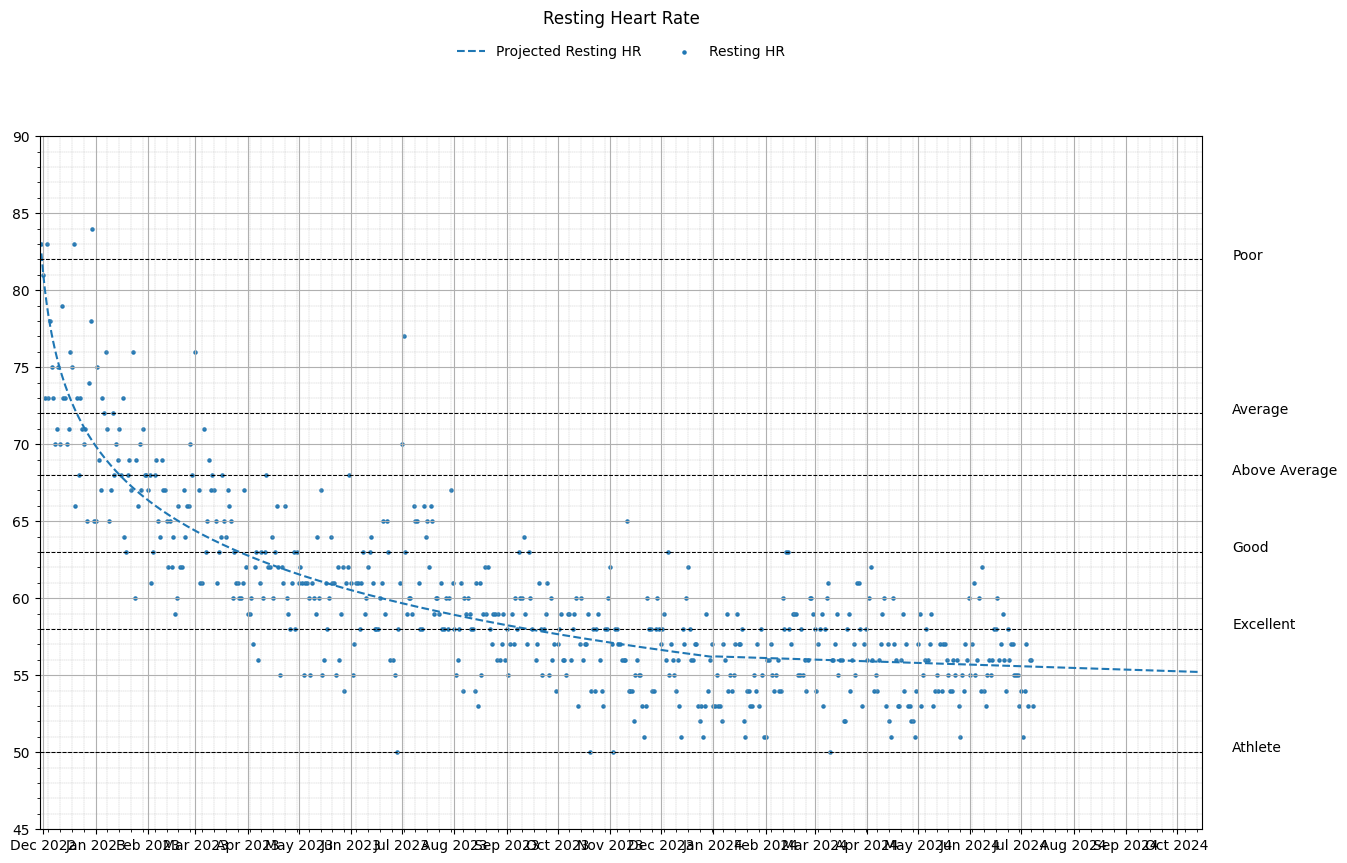 Resting Heart Rate
Projected Resting HR Resting HR
90
85
Poor
80
75
Average
70
Above Average
65
Good
60
Excellent
55
50
Athlete
45
Dec 2022 Jan 2023 Feb 2023 Mar 2023 Apr 2023 May 2023 Jun 2023 Jul 2023 Aug 2023 Sep 2023 Oct 2023 Nov 2023 Dec 2023 Jan 2024 Feb 2024 Mar 2024 Apr 2024 May 2024 Jun 2024 Jul 2024 Aug 2024 Sep 2024 Oct 2024